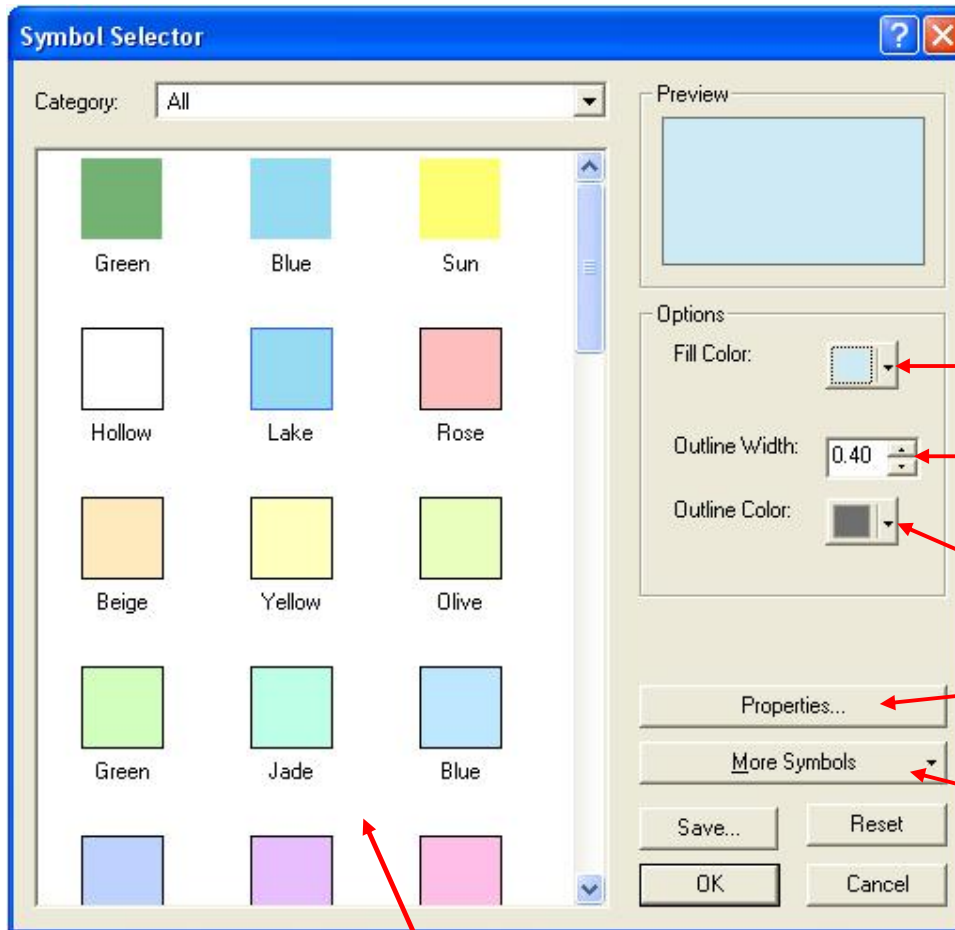 Symbol Selector
Category: All
Green Blue Sun
Hollow Lake Rose
Beige Yellow Olive
Green Jade Blue
Preview
Options
Fill Color:
Outline Width: 0.40
Outline Color:
Properties...
More Symbols
Save... Reset
OK Cancel